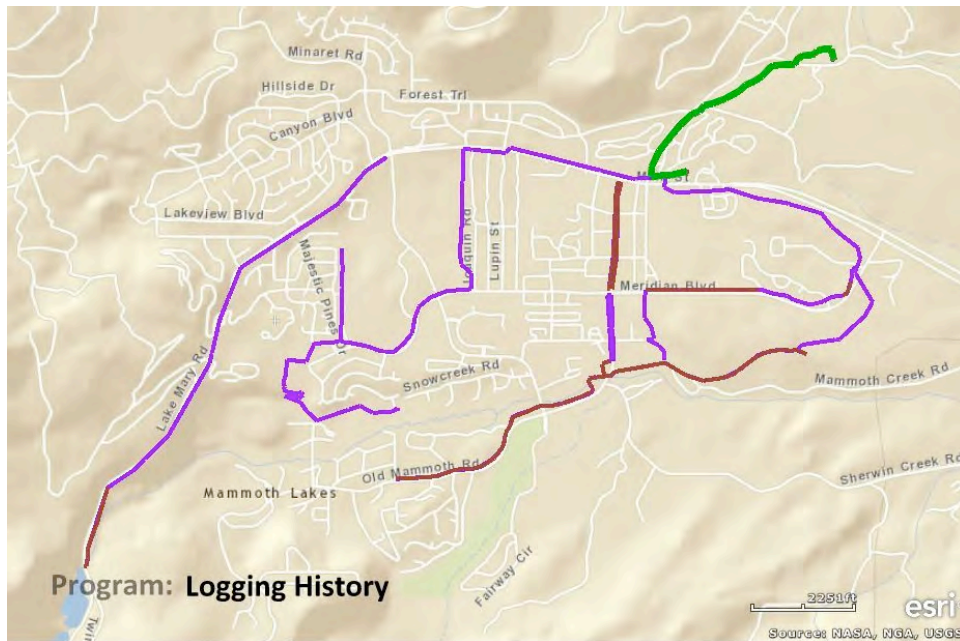 Minaret Rd
Hillside Dr
Forest Trl
Canyon Blvd
Lakeview Blvd
Majestic Pines Dr
Lupin St
Meridian Blvd
Lake Mary Rd
Snowcreek Rd
Mammoth Creek Rd
Old Mammoth Rd
Mammoth Lakes
Sherwin Creek Rd
Fairway Cir
Program: Logging History
Twin
2251ft
esri
Source: NASA, NGA, USGS